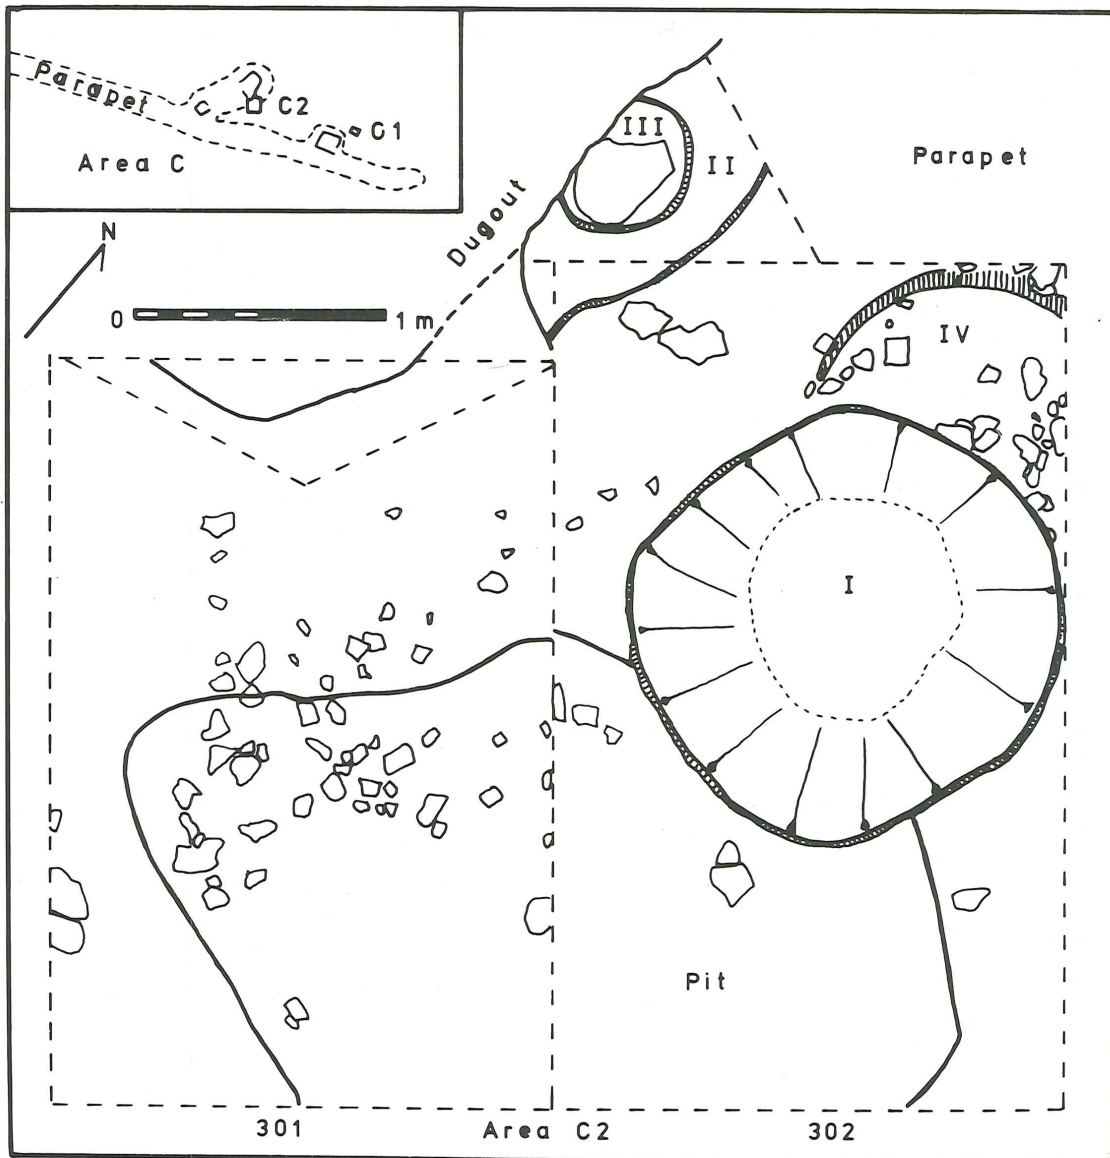 Parapet
C2
C1
Area C
N
0 1 m
Dugout
III
II
Parapet
IV
I
Pit
301 Area C2 302